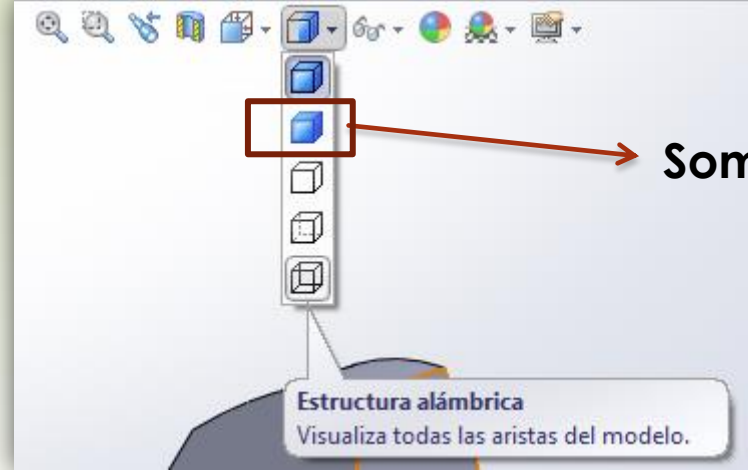 Som
Estructura alámbrica
Visualiza todas las aristas del modelo.